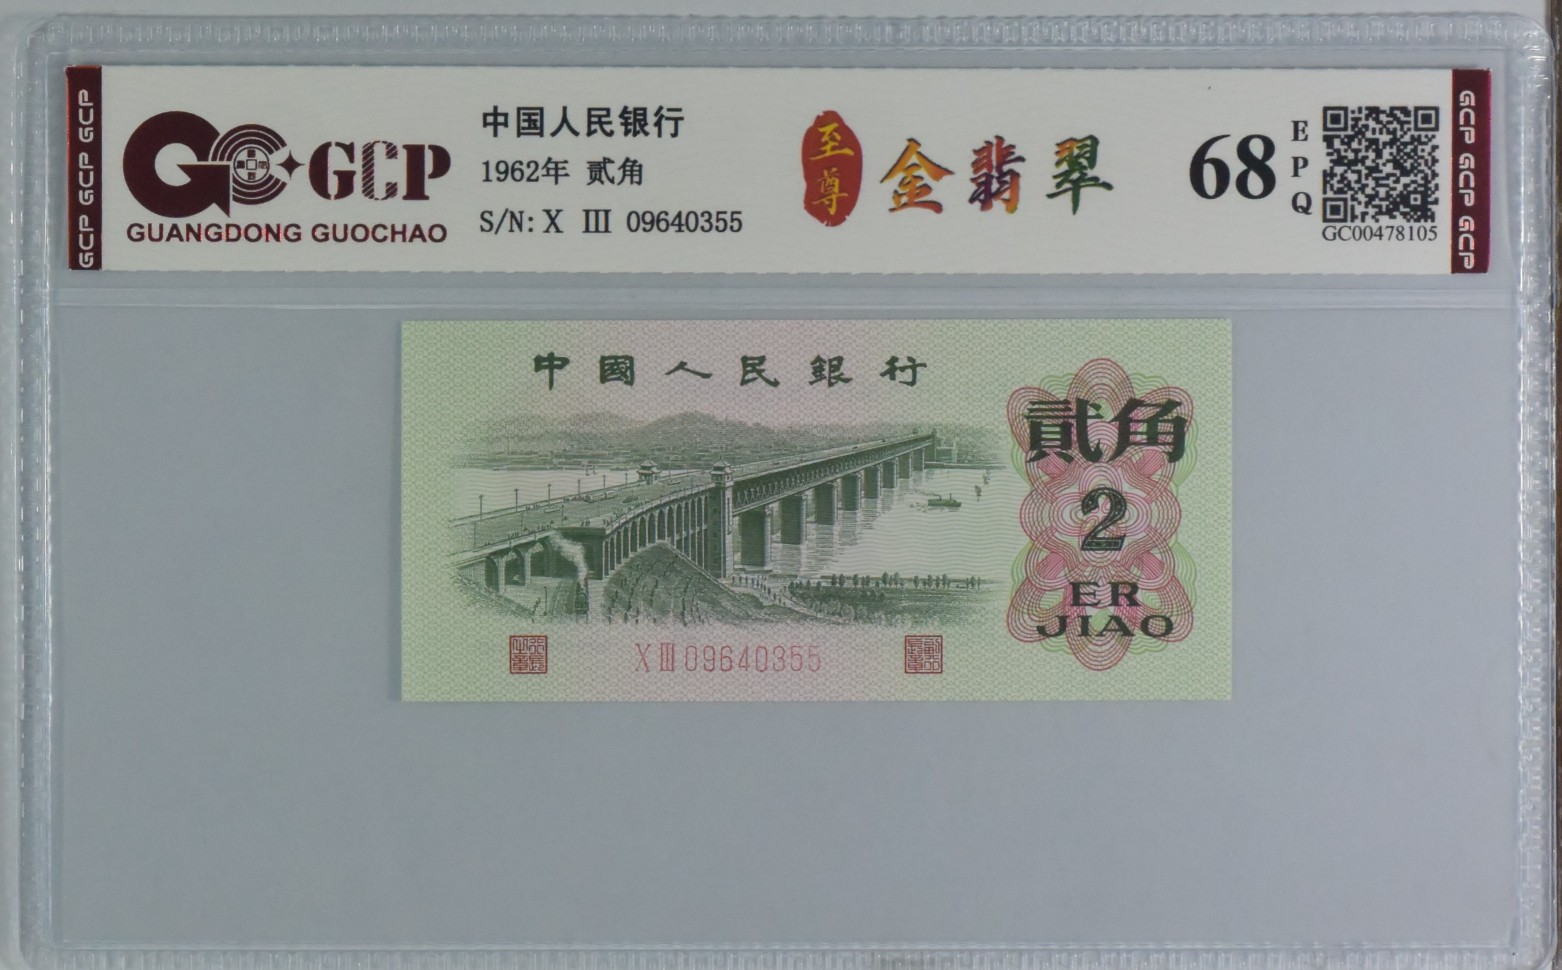 GCP GCP GCP
GCP
GUANGDONG GUOCHAO
中国人民银行
1962年 贰角
S/N: X III 09640355
至尊
金翡翠
68
EPQ
GC00478105
GCP GCP GCP
中國人民銀行
貳角
2
ER
JIAO
X III 09640355